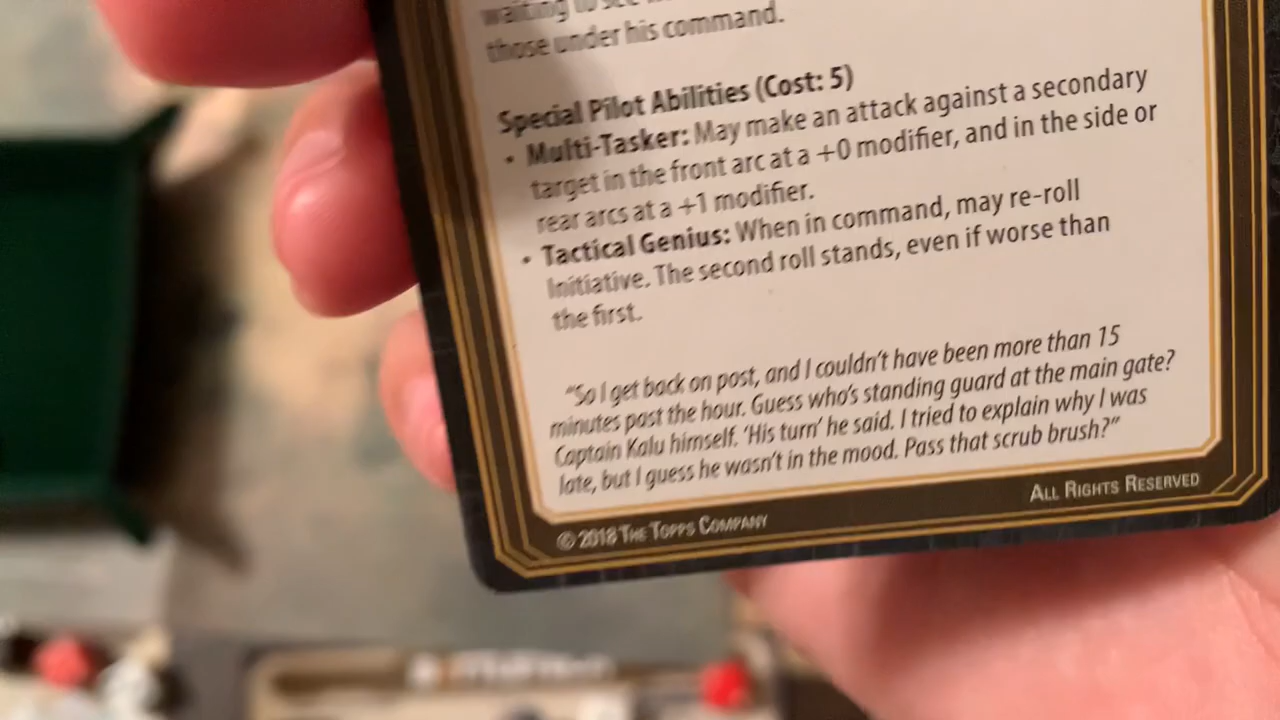 waiting to see
those under his command.
Special Pilot Abilities (Cost: 5)
• Multi-Tasker: May make an attack against a secondary
target in the front arc at a +0 modifier, and in the side or
rear arcs at a +1 modifier.
• Tactical Genius: When in command, may re-roll
Initiative. The second roll stands, even if worse than
the first.
"So I get back on post, and I couldn't have been more than 15
minutes past the hour. Guess who's standing guard at the main gate?
Captain Kalu himself. 'His turn' he said. I tried to explain why I was
late, but I guess he wasn't in the mood. Pass that scrub brush?"
© 2018 The Topps Company
All Rights Reserved